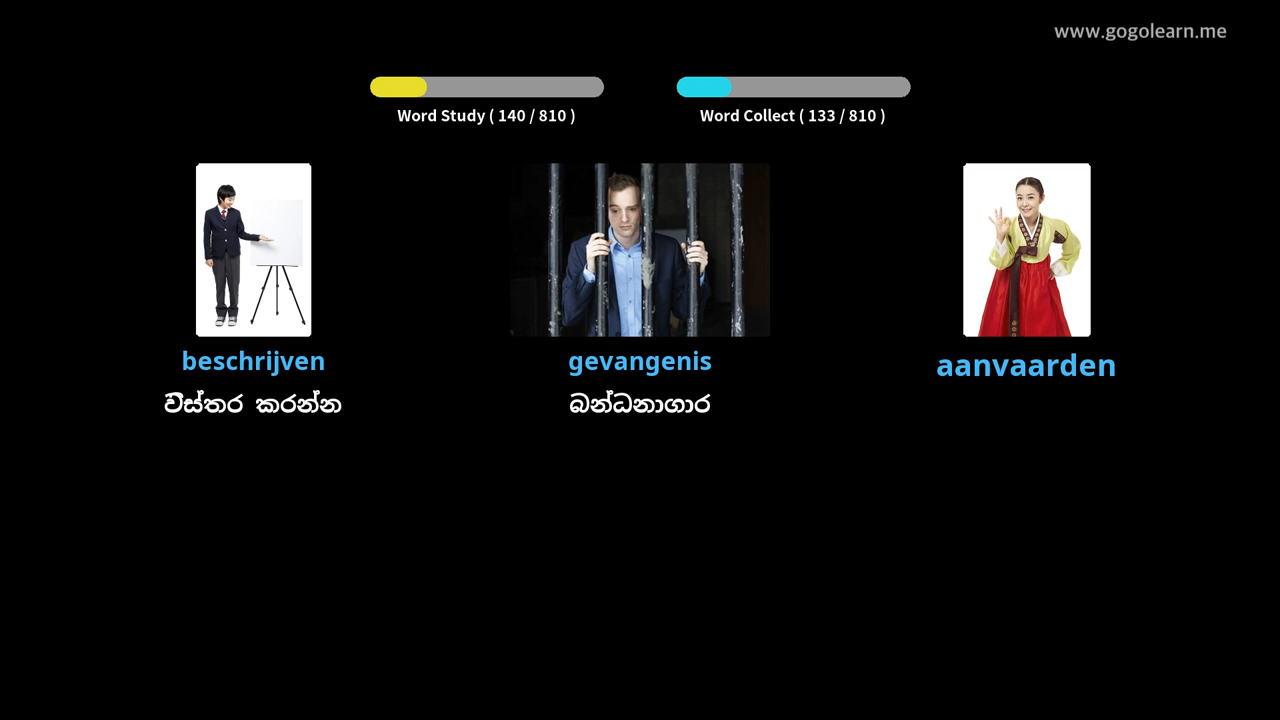 www.gogolearn.me
Word Study ( 140 / 810 )
Word Collect ( 133 / 810 )
beschrijven
gevangenis
aanvaarden
විස්තර කරන්න
බන්ධනාගාර